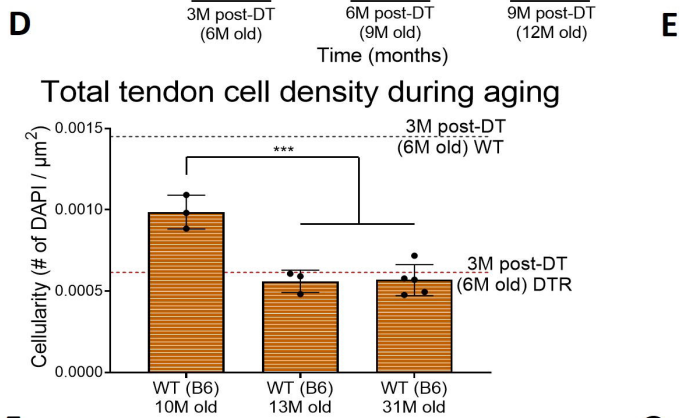 D
3M post-DT
(6M old)
6M post-DT
(9M old)
9M post-DT
(12M old)
E
Time (months)
Total tendon cell density during aging
Cellularity (# of DAPI / µm²)
0.0015
0.0010
0.0005
0.0000
3M post-DT
(6M old) WT
***
3M post-DT
(6M old) DTR
WT (B6)
10M old
WT (B6)
13M old
WT (B6)
31M old